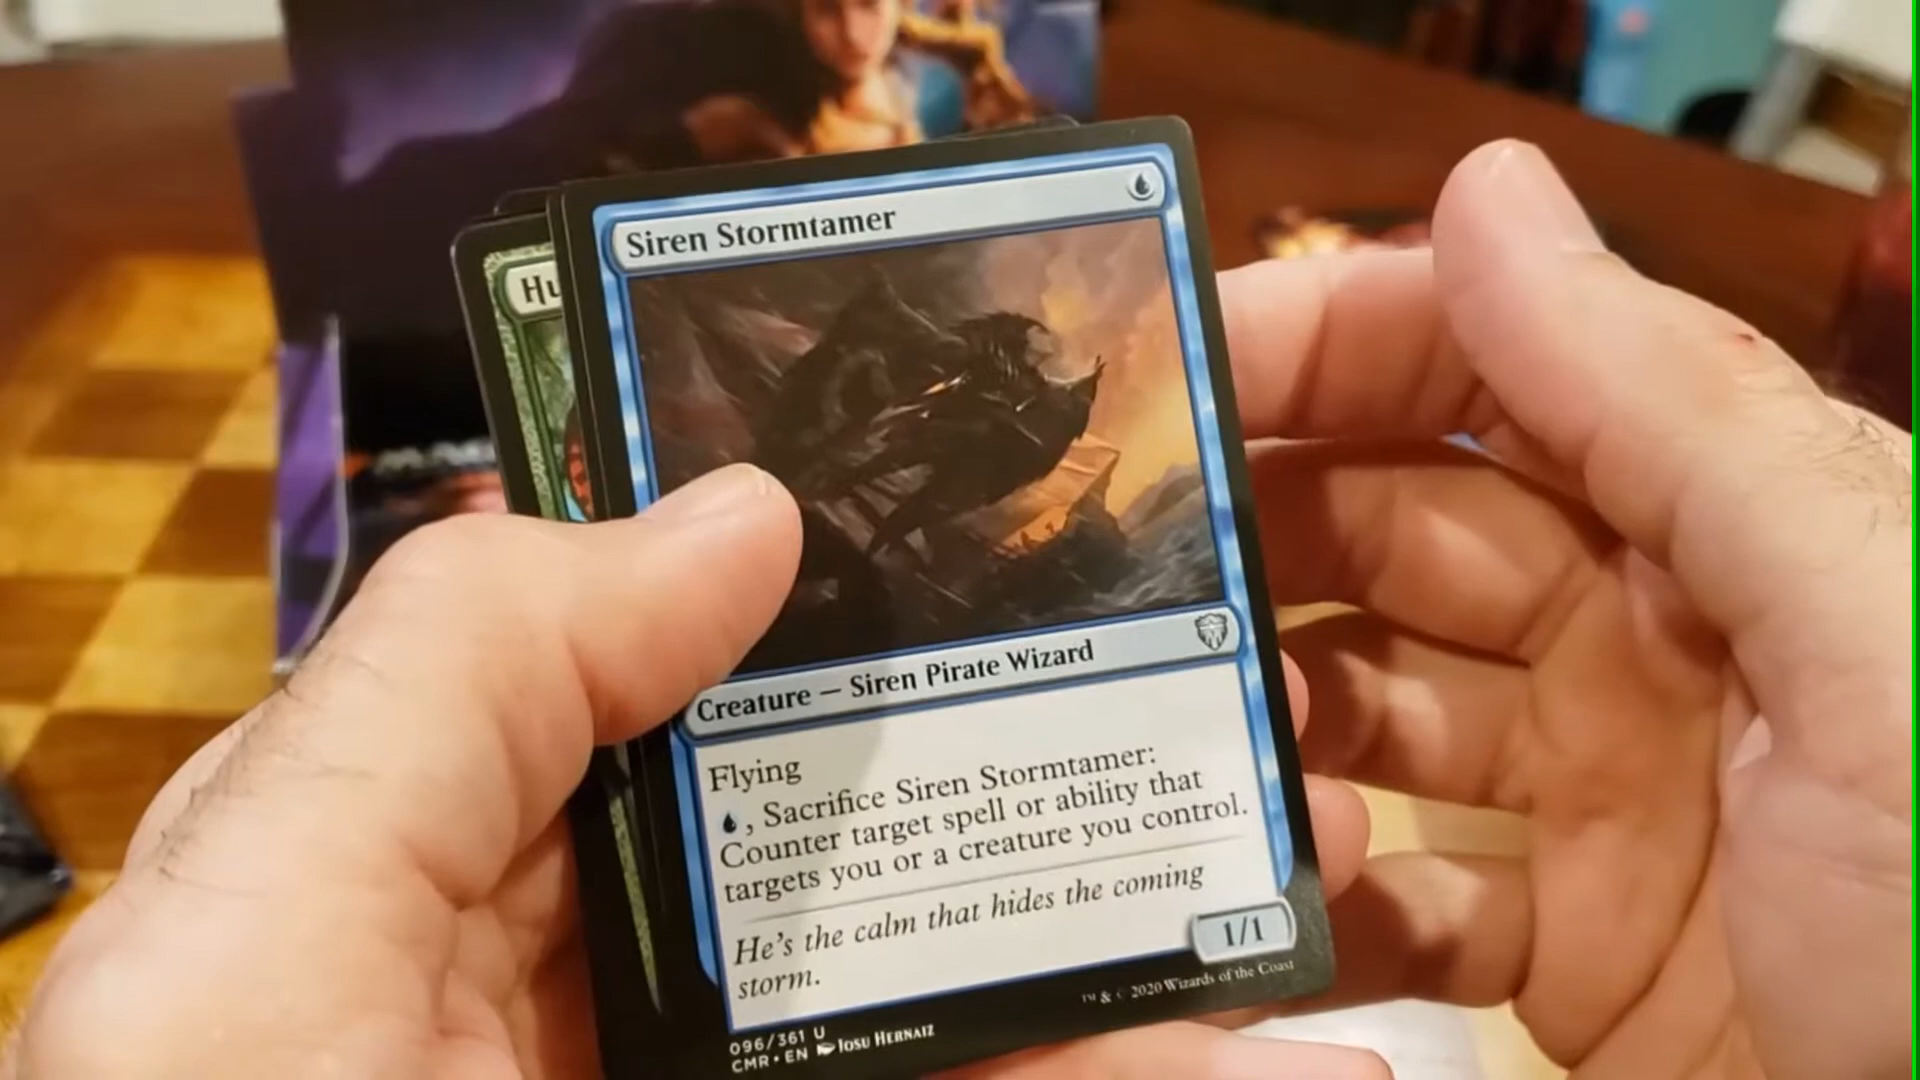 Siren Stormtamer
Hu
Creature — Siren Pirate Wizard
Flying
, Sacrifice Siren Stormtamer:
Counter target spell or ability that
targets you or a creature you control.
He's the calm that hides the coming
storm.
1/1
™ & © 2020 Wizards of the Coast
096/361 U
CMR • EN Josu Hernaiz